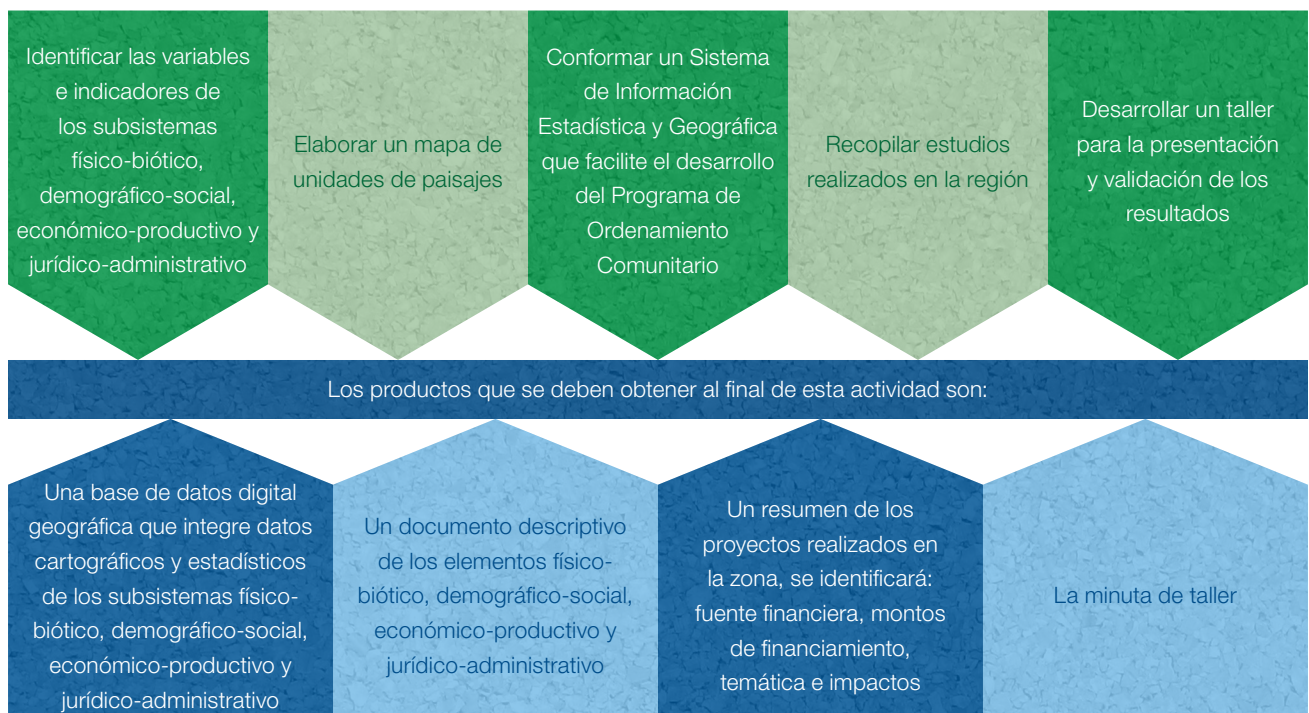 Identificar las variables
e indicadores de
los subsistemas
físico-biótico,
demográfico-social,
económico-productivo y
jurídico-administrativo
Elaborar un mapa de
unidades de paisajes
Conformar un Sistema
de Información
Estadística y Geográfica
que facilite el desarrollo
del Programa de
Ordenamiento
Comunitario
Recopilar estudios
realizados en la región
Desarrollar un taller
para la presentación
y validación de los
resultados
Los productos que se deben obtener al final de esta actividad son:
Una base de datos digital
geográfica que integre datos
cartográficos y estadísticos
de los subsistemas físico-
biótico, demográfico-social,
económico-productivo y
jurídico-administrativo
Un documento descriptivo
de los elementos físico-
biótico, demográfico-social,
económico-productivo y
jurídico-administrativo
Un resumen de los
proyectos realizados en
la zona, se identificará:
fuente financiera, montos
de financiamiento,
temática e impactos
La minuta de taller